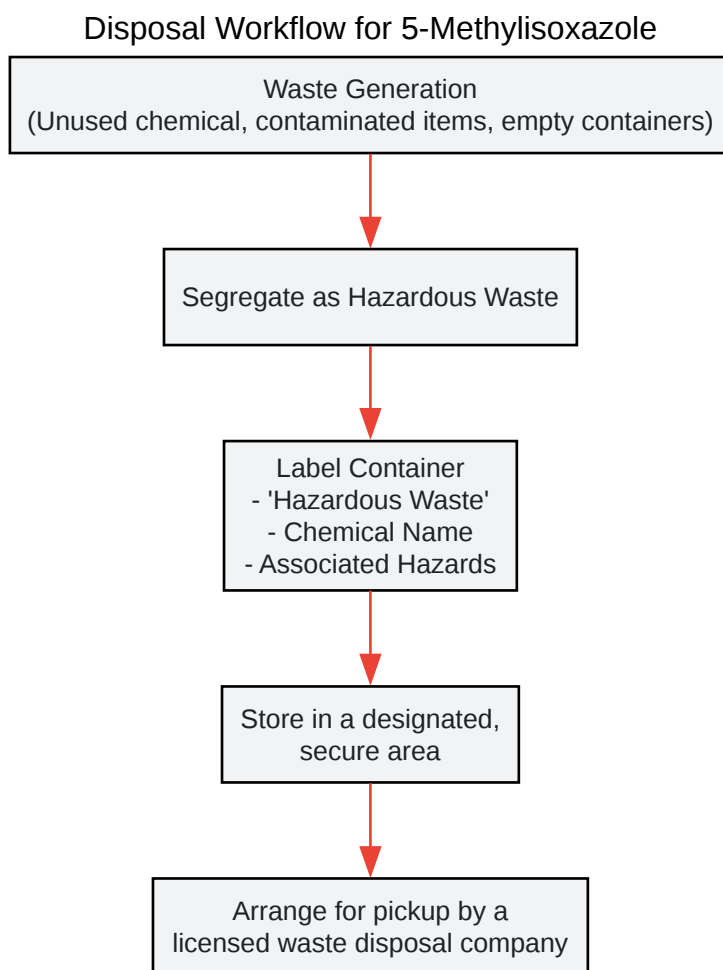 Disposal Workflow for 5-Methylisoxazole
Waste Generation
(Unused chemical, contaminated items, empty containers)
Segregate as Hazardous Waste
Label Container
- 'Hazardous Waste'
- Chemical Name
- Associated Hazards
Store in a designated,
secure area
Arrange for pickup by a
licensed waste disposal company